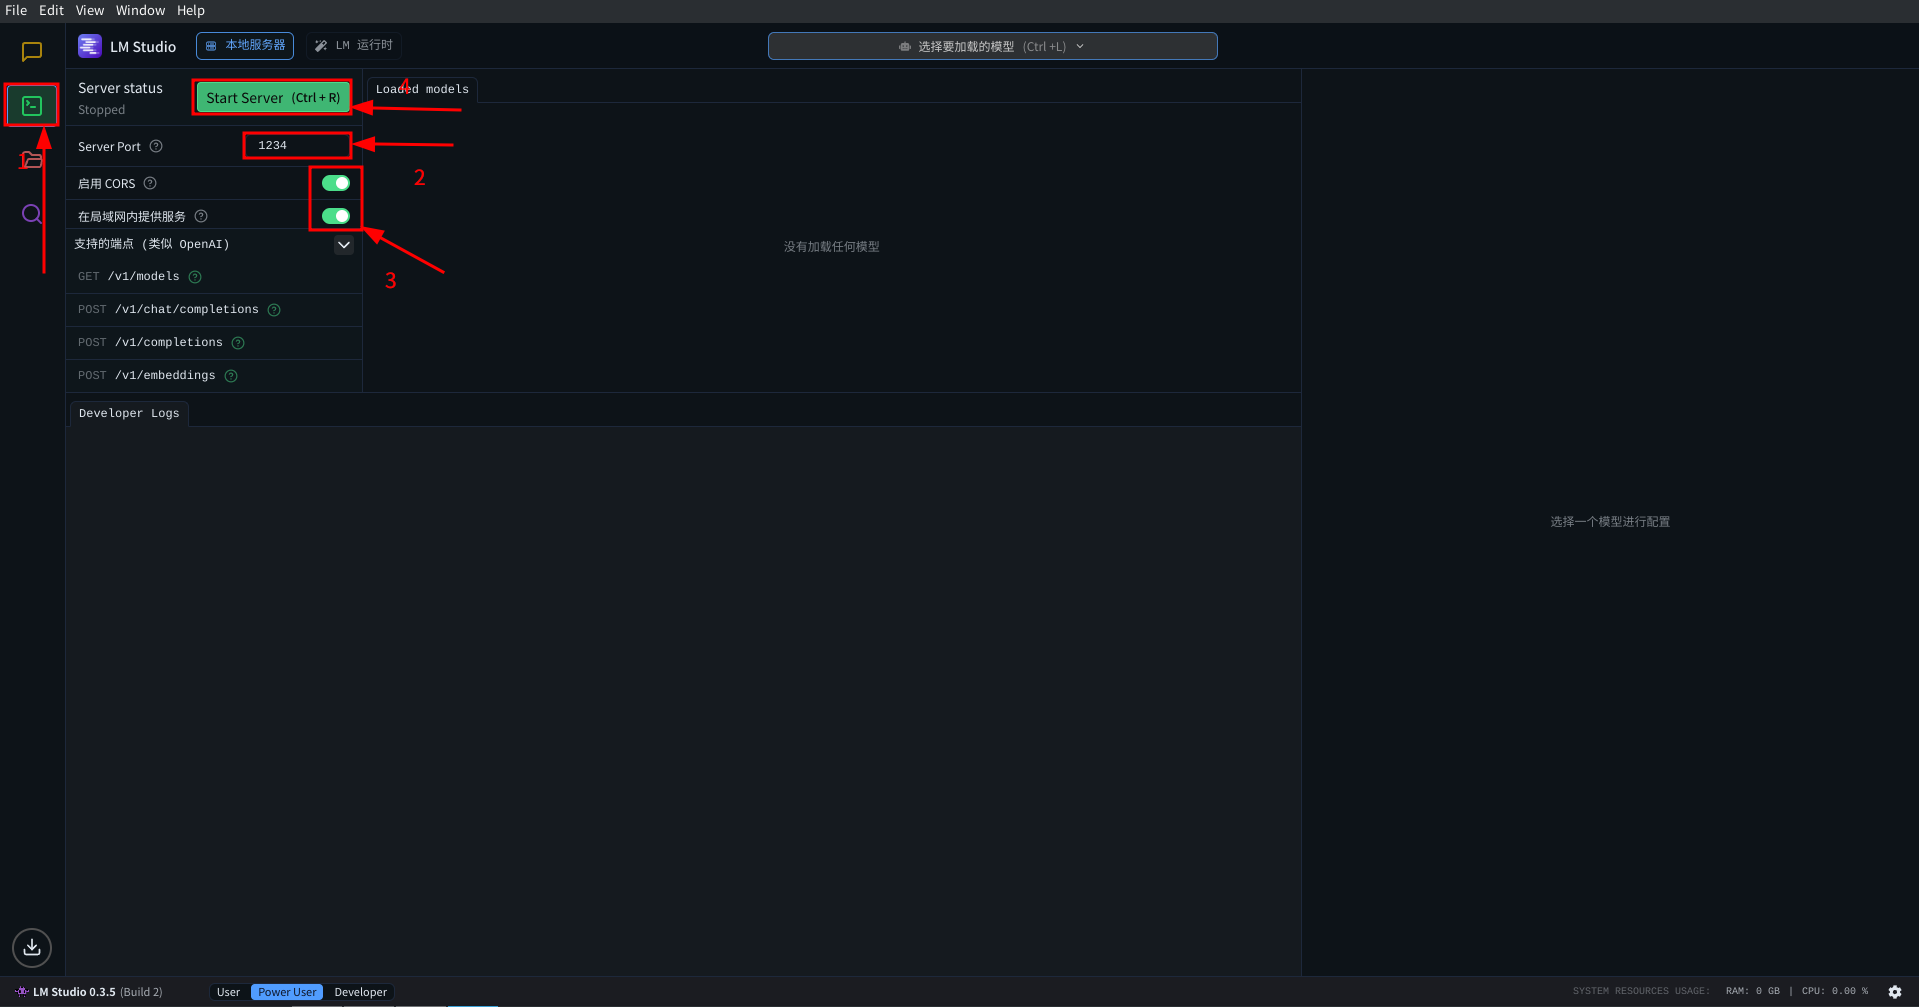 File Edit View Window Help
LM Studio 本地服务器 LM 运行时 选择要加载的模型 (Ctrl +L)
Server status
Stopped
Start Server (Ctrl + R)
4
Loaded models
Server Port 1234
1
2
启用 CORS
在局域网内提供服务
3
支持的端点 (类似 OpenAI)
GET /v1/models
POST /v1/chat/completions
POST /v1/completions
POST /v1/embeddings
没有加载任何模型
Developer Logs
选择一个模型进行配置
LM Studio 0.3.5 (Build 2) User Power User Developer
SYSTEM RESOURCES USAGE: RAM: 0 GB | CPU: 0.00 %